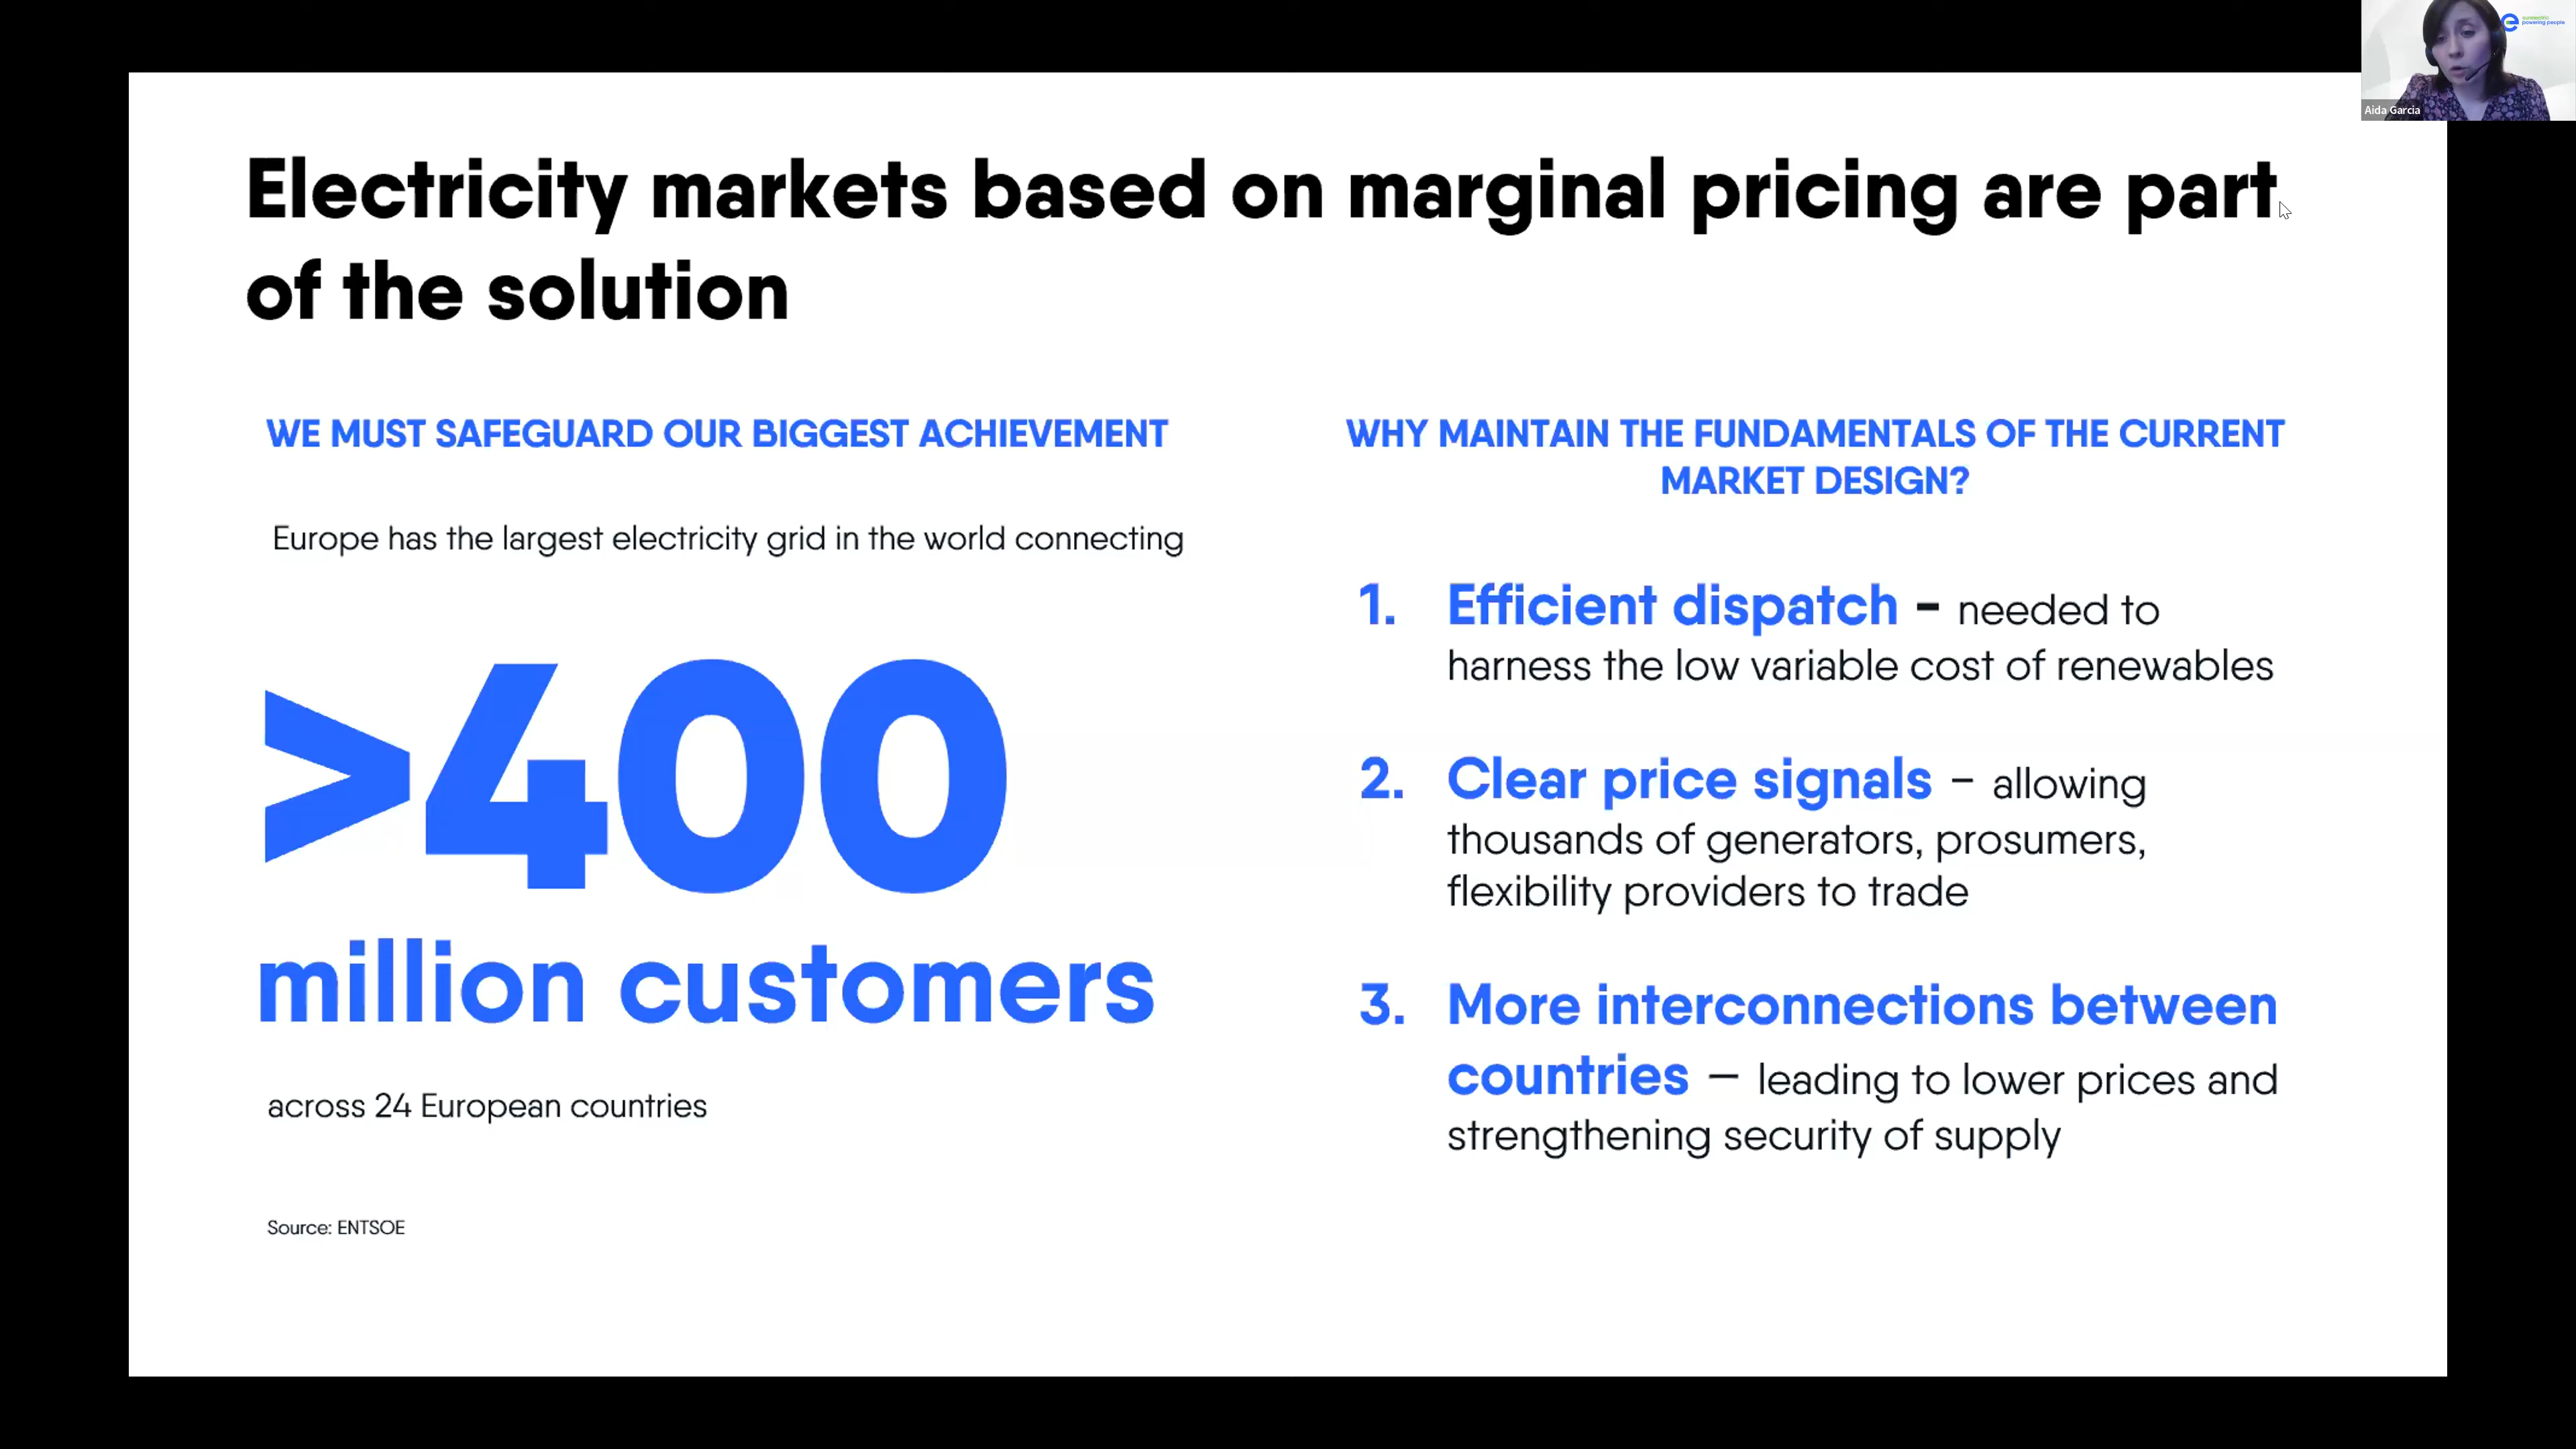 Electricity markets based on marginal pricing are part
of the solution
WE MUST SAFEGUARD OUR BIGGEST ACHIEVEMENT
Europe has the largest electricity grid in the world connecting
>400
million customers
across 24 European countries
Source: ENTSOE
WHY MAINTAIN THE FUNDAMENTALS OF THE CURRENT
MARKET DESIGN?
1. Efficient dispatch – needed to
harness the low variable cost of renewables
2. Clear price signals – allowing
thousands of generators, prosumers,
flexibility providers to trade
3. More interconnections between
countries – leading to lower prices and
strengthening security of supply
powering people
Aida Garcia